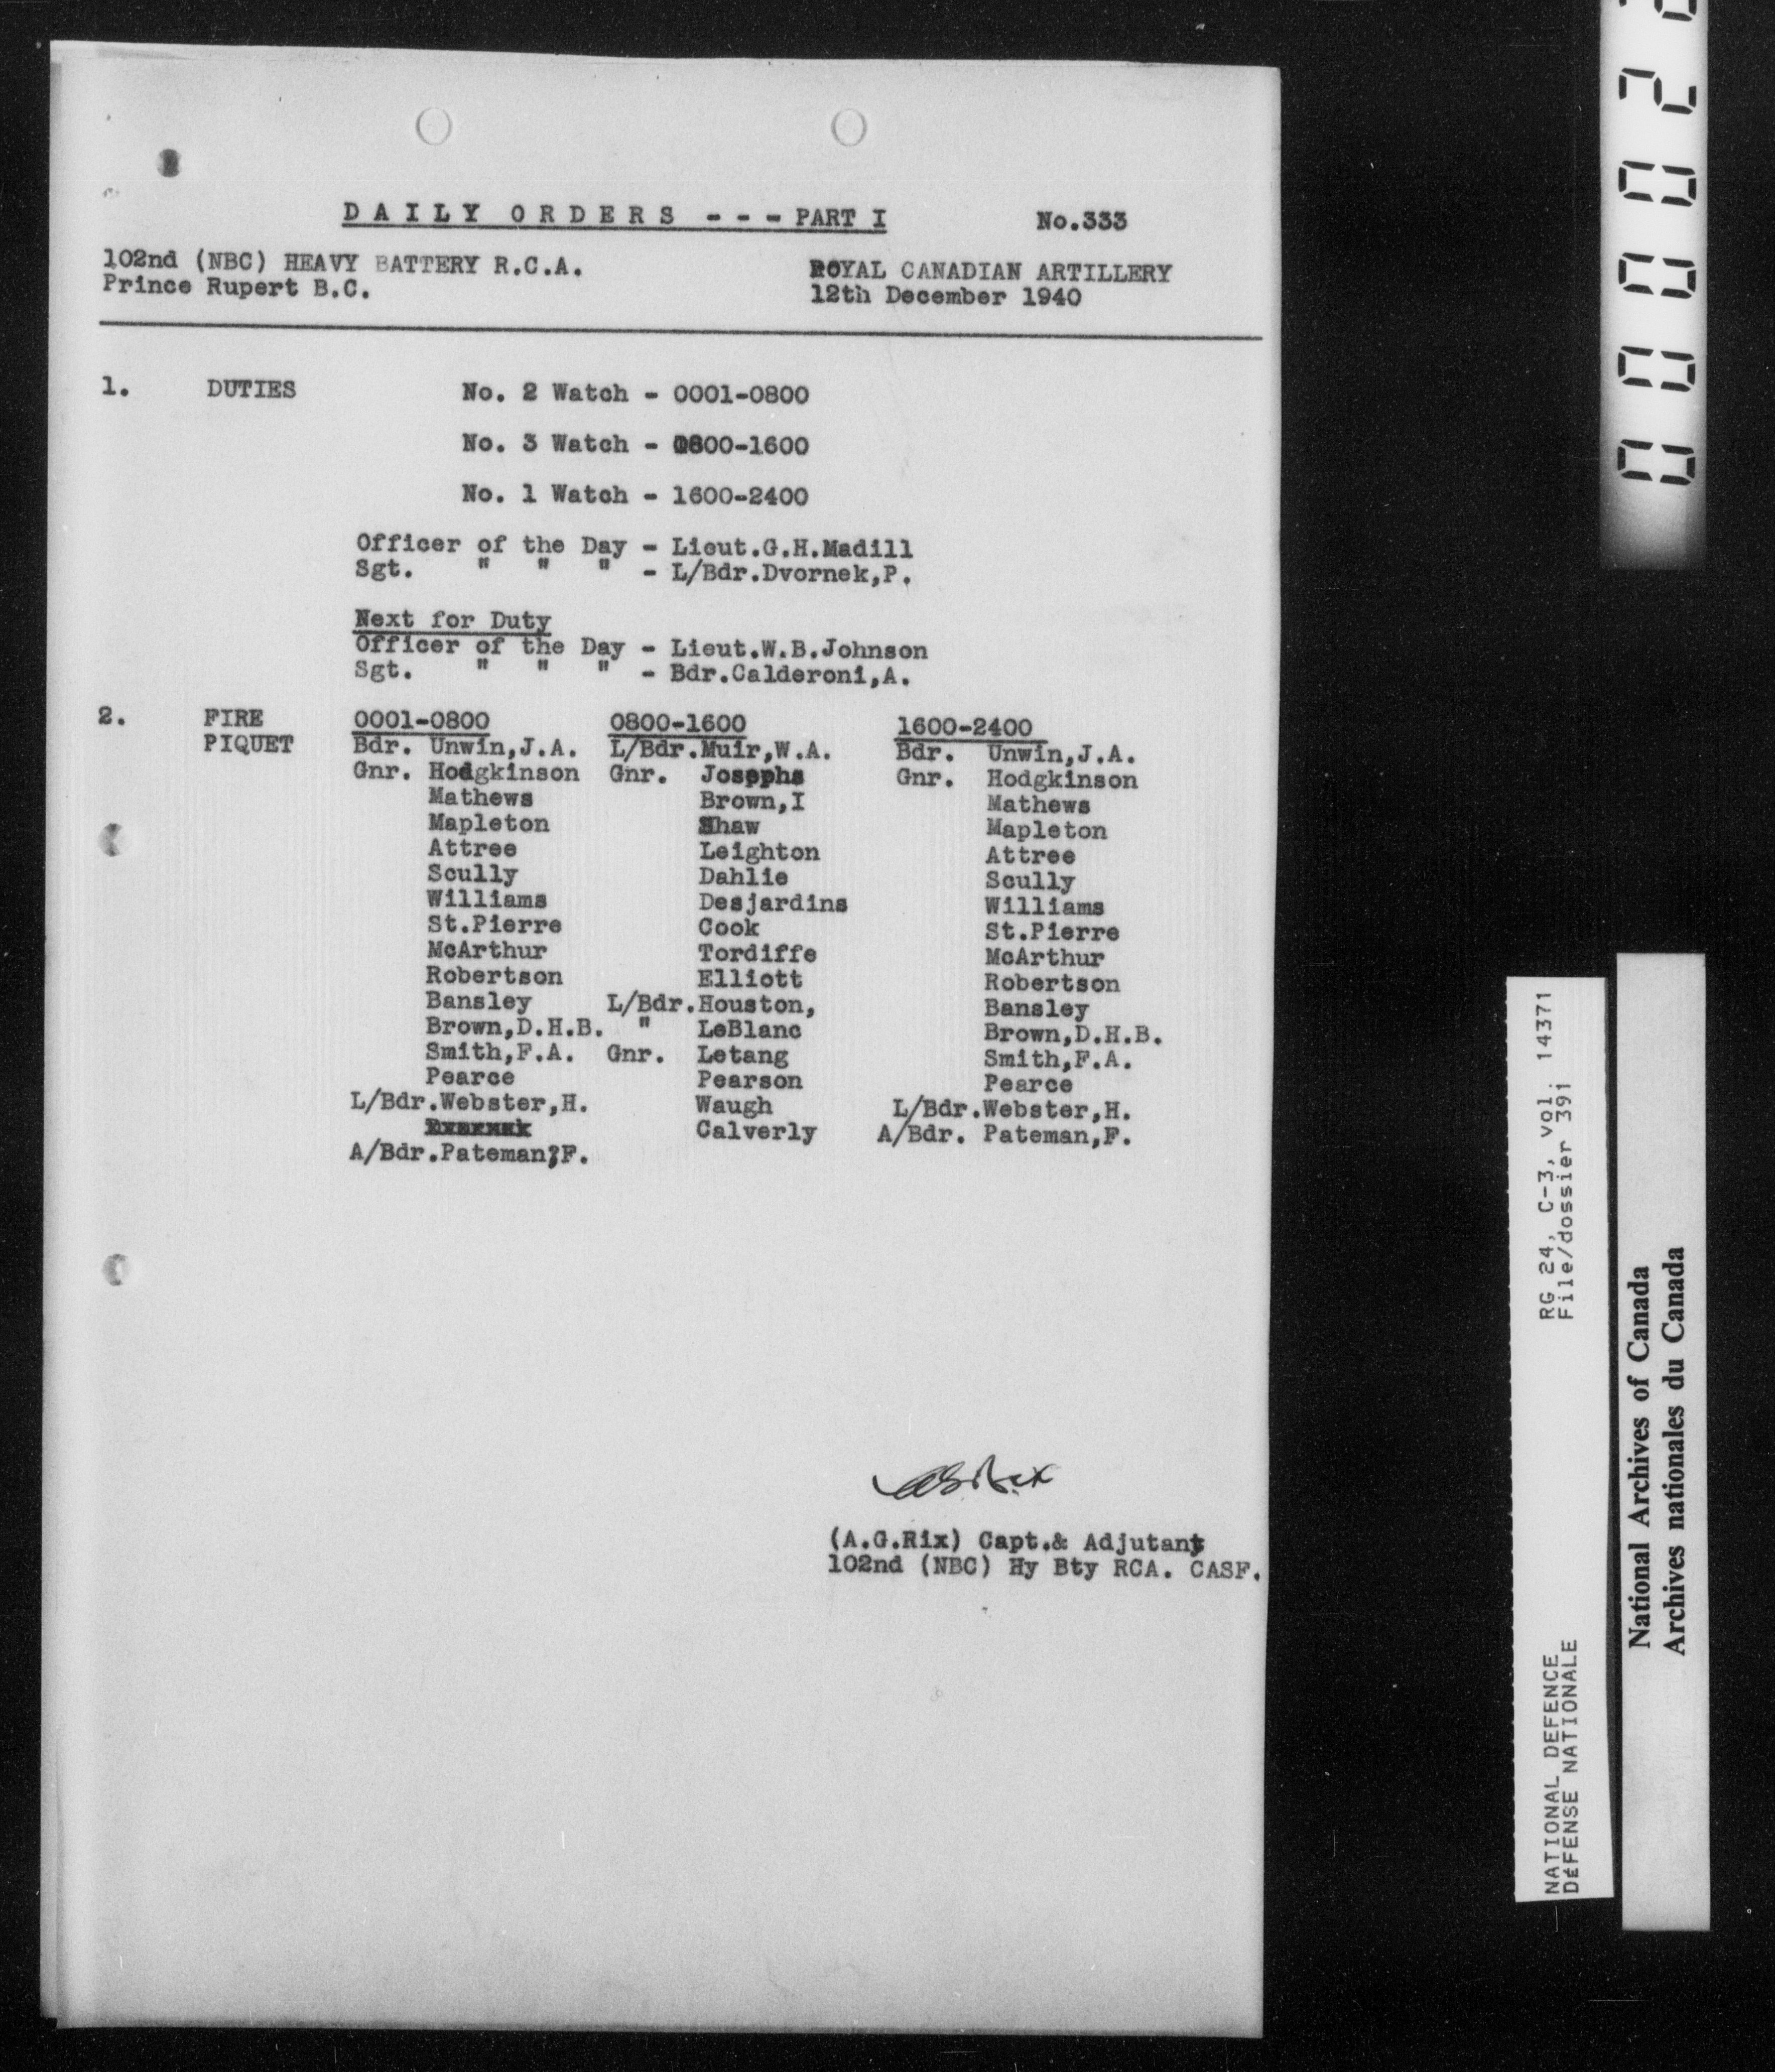 D A I L Y  O R D E R S - - - PART I No.333
102nd (NBC) HEAVY BATTERY R.C.A. ROYAL CANADIAN ARTILLERY
Prince Rupert B.C. 12th December 1940
1. DUTIES No. 2 Watch - 0001-0800
No. 3 Watch - 0800-1600
No. 1 Watch - 1600-2400
Officer of the Day - Lieut.G.H.Madill
Sgt. " " " - L/Bdr.Dvornek,P.
Next for Duty
Officer of the Day - Lieut.W.B.Johnson
Sgt. " " " - Bdr.Calderoni,A.
2. FIRE 0001-0800 0800-1600 1600-2400
PIQUET Bdr. Unwin,J.A. L/Bdr.Muir,W.A. Bdr. Unwin,J.A.
Gnr. Hodgkinson Gnr. Josephs Gnr. Hodgkinson
Mathews Brown,I Mathews
Mapleton Shaw Mapleton
Attree Leighton Attree
Scully Dahlie Scully
Williams Desjardins Williams
St.Pierre Cook St.Pierre
McArthur Tordiffe McArthur
Robertson Elliott Robertson
Bansley L/Bdr.Houston, Bansley
Brown,D.H.B. " LeBlanc Brown,D.H.B.
Smith,F.A. Gnr. Letang Smith,F.A.
Pearce Pearson Pearce
L/Bdr.Webster,H. Waugh L/Bdr.Webster,H.
Calverly A/Bdr. Pateman,F.
A/Bdr.Pateman,F.
(A.G.Rix) Capt.& Adjutant
102nd (NBC) Hy Bty RCA. CASF.
NATIONAL DEFENCE RG 24, C-3, vol. 14371
DÉFENSE NATIONALE File/dossier 391
National Archives of Canada
Archives nationales du Canada